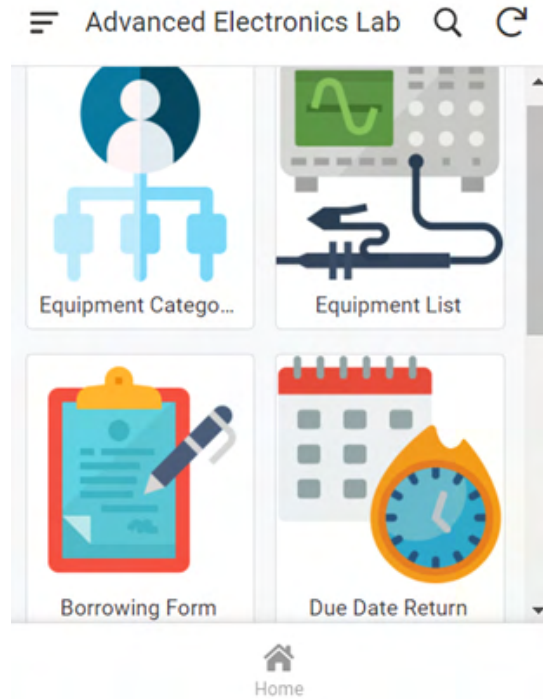 Advanced Electronics Lab
Equipment Catego...
Equipment List
Borrowing Form
Due Date Return
Home